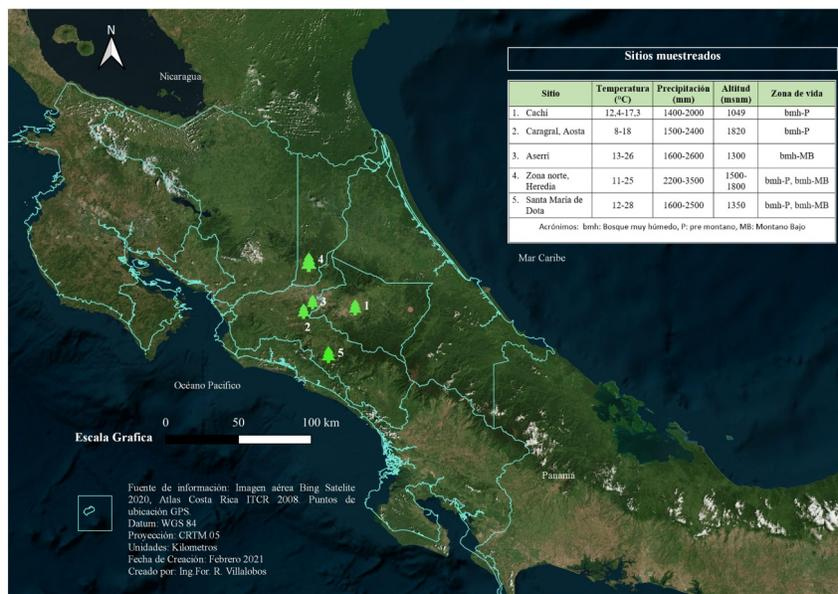 N
Nicaragua
Sitios muestreados
Sitio Temperatura (°C) Precipitación (mm) Altitud (msnm) Zona de vida
1. Cachí 12,4-17,3 1400-2000 1049 bmh-P
2. Caragral, Aosta 8-18 1500-2400 1820 bmh-P
3. Aserri 13-26 1600-2600 1300 bmh-MB
4. Zona norte, Heredia 11-25 2200-3500 1500-1800 bmh-P, bmh-MB
5. Santa María de Dota 12-28 1600-2500 1350 bmh-P, bmh-MB
Acrónimos: bmh: Bosque muy húmedo, P: pre montano, MB: Montano Bajo
Mar Caribe
4
3
1
2
5
Océano Pacífico
0 50 100 km
Escala Grafica
Panamá
Fuente de información: Imagen aérea Bing Satelite
2020, Atlas Costa Rica ITCR 2008. Puntos de
ubicación GPS.
Datum: WGS 84
Proyección: CRTM 05
Unidades: Kilometros
Fecha de Creación: Febrero 2021
Creado por: Ing.For. R. Villalobos